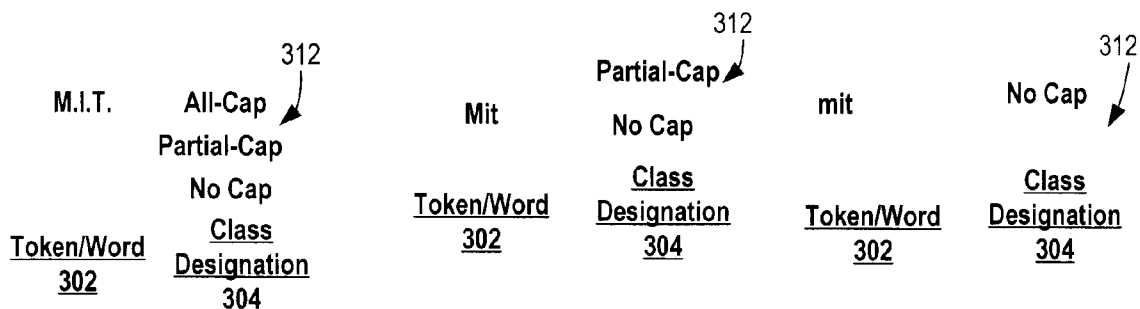 312
M.I.T.
All-Cap
Partial-Cap
No Cap
Token/Word
302
Class
Designation
304
312
Mit
Partial-Cap
No Cap
Token/Word
302
Class
Designation
304
312
mit
No Cap
Token/Word
302
Class
Designation
304